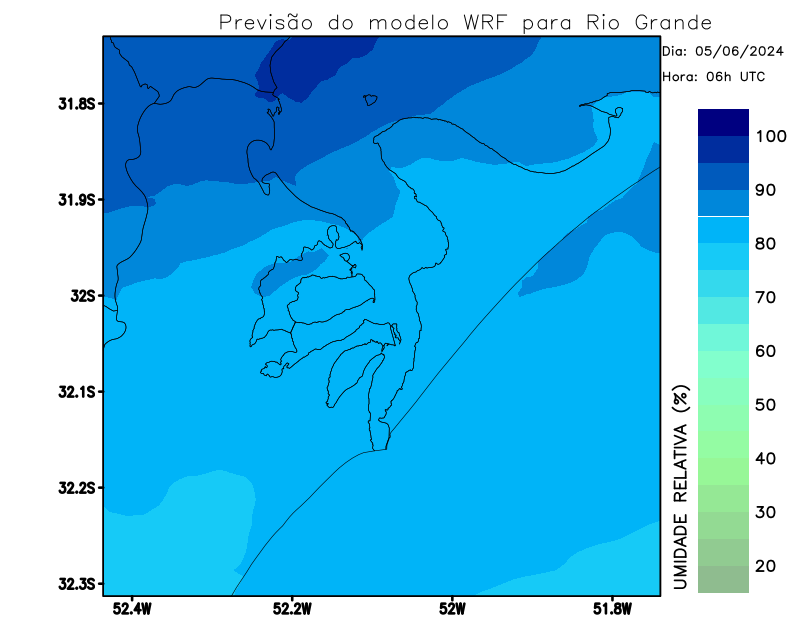 Previsão do modelo WRF para Rio Grande
Dia: 05/06/2024
Hora: 06h UTC
31.8S
31.9S
32S
32.1S
32.2S
32.3S
52.4W
52.2W
52W
51.8W
100
90
80
70
60
50
40
30
20
UMIDADE RELATIVA (%)